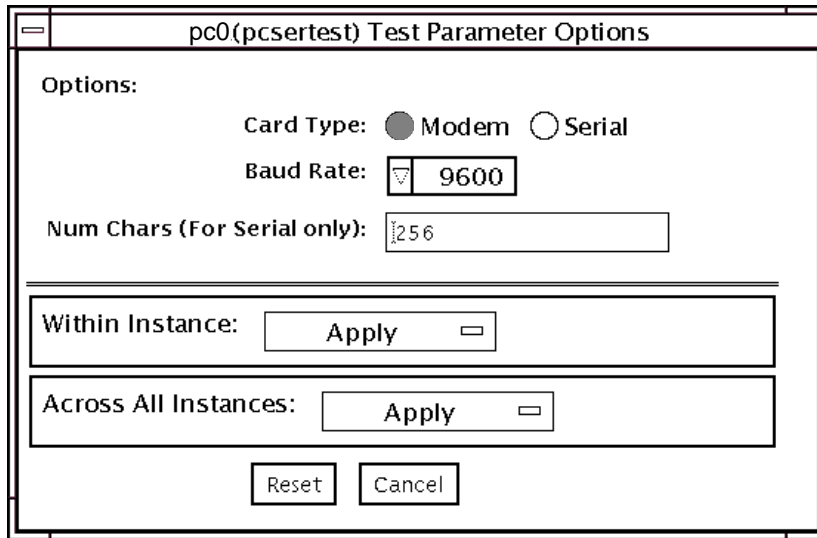 pc0(pcsertest) Test Parameter Options
Options:
Card Type: Modem Serial
Baud Rate: 9600
Num Chars (For Serial only): 256
Within Instance: Apply
Across All Instances: Apply
Reset Cancel